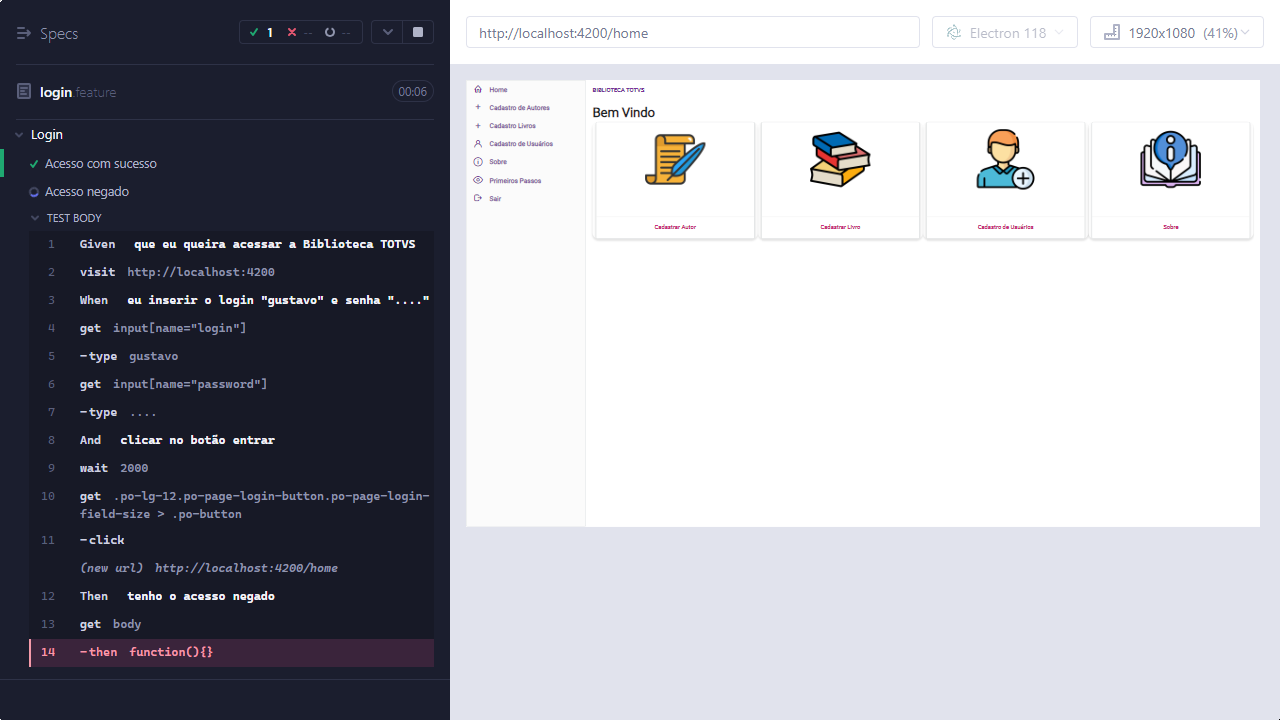 Specs
1
--
--
login.feature
00:06
Login
Acesso com sucesso
Acesso negado
TEST BODY
1 Given que eu queira acessar a Biblioteca TOTVS
2 visit http://localhost:4200
3 When eu inserir o login "gustavo" e senha "...."
4 get input[name="login"]
5 -type gustavo
6 get input[name="password"]
7 -type ....
8 And clicar no botão entrar
9 wait 2000
10 get .po-lg-12.po-page-login-button.po-page-login-
field-size > .po-button
11 -click
(new url) http://localhost:4200/home
12 Then tenho o acesso negado
13 get body
14 -then function(){}
http://localhost:4200/home
Electron 118
1920x1080 (41%)
Home
Cadastro de Autores
Cadastro Livros
Cadastro de Usuários
Sobre
Primeiros Passos
Sair
BIBLIOTECA TOTVS
Bem Vindo
Cadastrar Autor
Cadastrar Livro
Cadastro de Usuários
Sobre